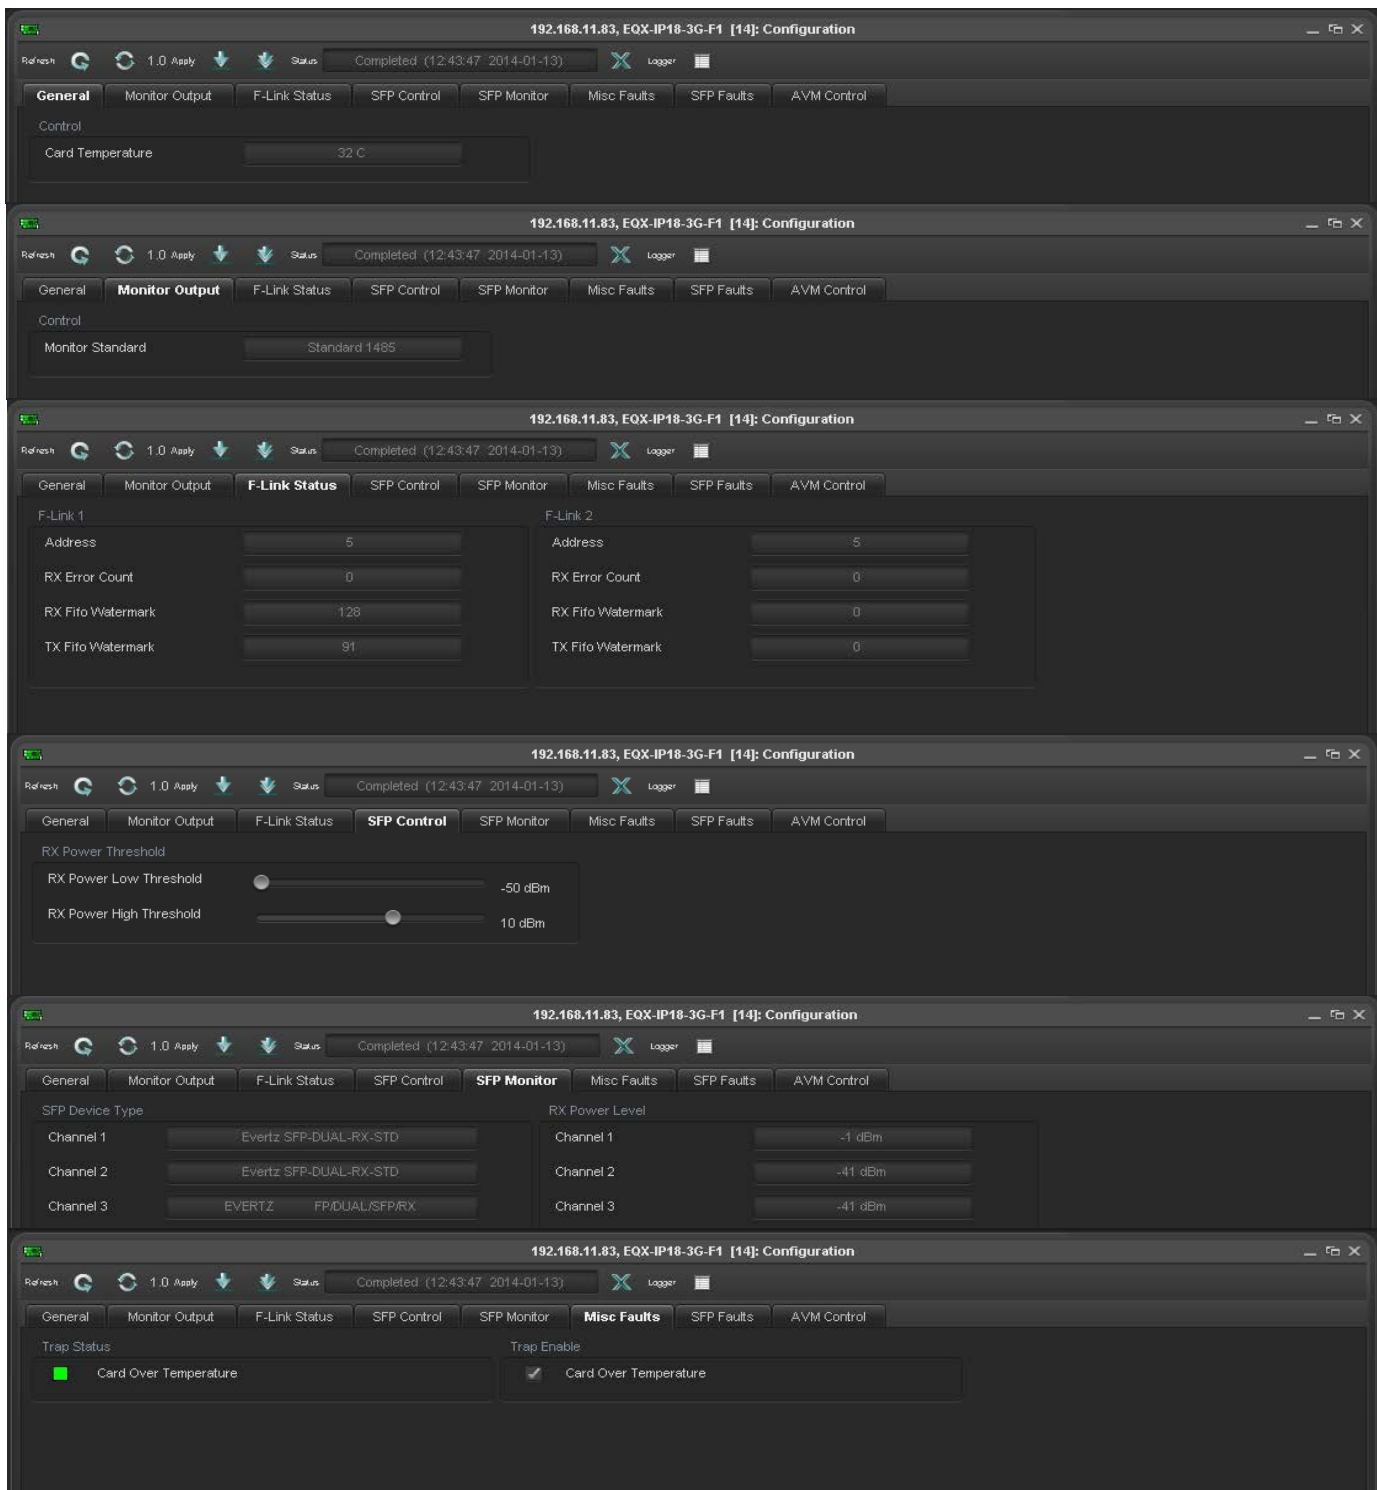 192.168.11.83, EQX-IP18-3G-F1 [14]: Configuration
Refresh 1.0 Apply Status Completed (12:43:47 2014-01-13) Logger
General Monitor Output F-Link Status SFP Control SFP Monitor Misc Faults SFP Faults AVM Control
Control
Card Temperature 32 C
192.168.11.83, EQX-IP18-3G-F1 [14]: Configuration
Refresh 1.0 Apply Status Completed (12:43:47 2014-01-13) Logger
General Monitor Output F-Link Status SFP Control SFP Monitor Misc Faults SFP Faults AVM Control
Control
Monitor Standard Standard 1485
192.168.11.83, EQX-IP18-3G-F1 [14]: Configuration
Refresh 1.0 Apply Status Completed (12:43:47 2014-01-13) Logger
General Monitor Output F-Link Status SFP Control SFP Monitor Misc Faults SFP Faults AVM Control
F-Link 1 F-Link 2
Address 5 Address 5
RX Error Count 0 RX Error Count 0
RX Fifo Watermark 128 RX Fifo Watermark 0
TX Fifo Watermark 91 TX Fifo Watermark 0
192.168.11.83, EQX-IP18-3G-F1 [14]: Configuration
Refresh 1.0 Apply Status Completed (12:43:47 2014-01-13) Logger
General Monitor Output F-Link Status SFP Control SFP Monitor Misc Faults SFP Faults AVM Control
RX Power Threshold
RX Power Low Threshold -50 dBm
RX Power High Threshold 10 dBm
192.168.11.83, EQX-IP18-3G-F1 [14]: Configuration
Refresh 1.0 Apply Status Completed (12:43:47 2014-01-13) Logger
General Monitor Output F-Link Status SFP Control SFP Monitor Misc Faults SFP Faults AVM Control
SFP Device Type RX Power Level
Channel 1 Evertz SFP-DUAL-RX-STD Channel 1 -1 dBm
Channel 2 Evertz SFP-DUAL-RX-STD Channel 2 -41 dBm
Channel 3 EVERTZ FP/DUAL/SFP/RX Channel 3 -41 dBm
192.168.11.83, EQX-IP18-3G-F1 [14]: Configuration
Refresh 1.0 Apply Status Completed (12:43:47 2014-01-13) Logger
General Monitor Output F-Link Status SFP Control SFP Monitor Misc Faults SFP Faults AVM Control
Trap Status Trap Enable
Card Over Temperature Card Over Temperature